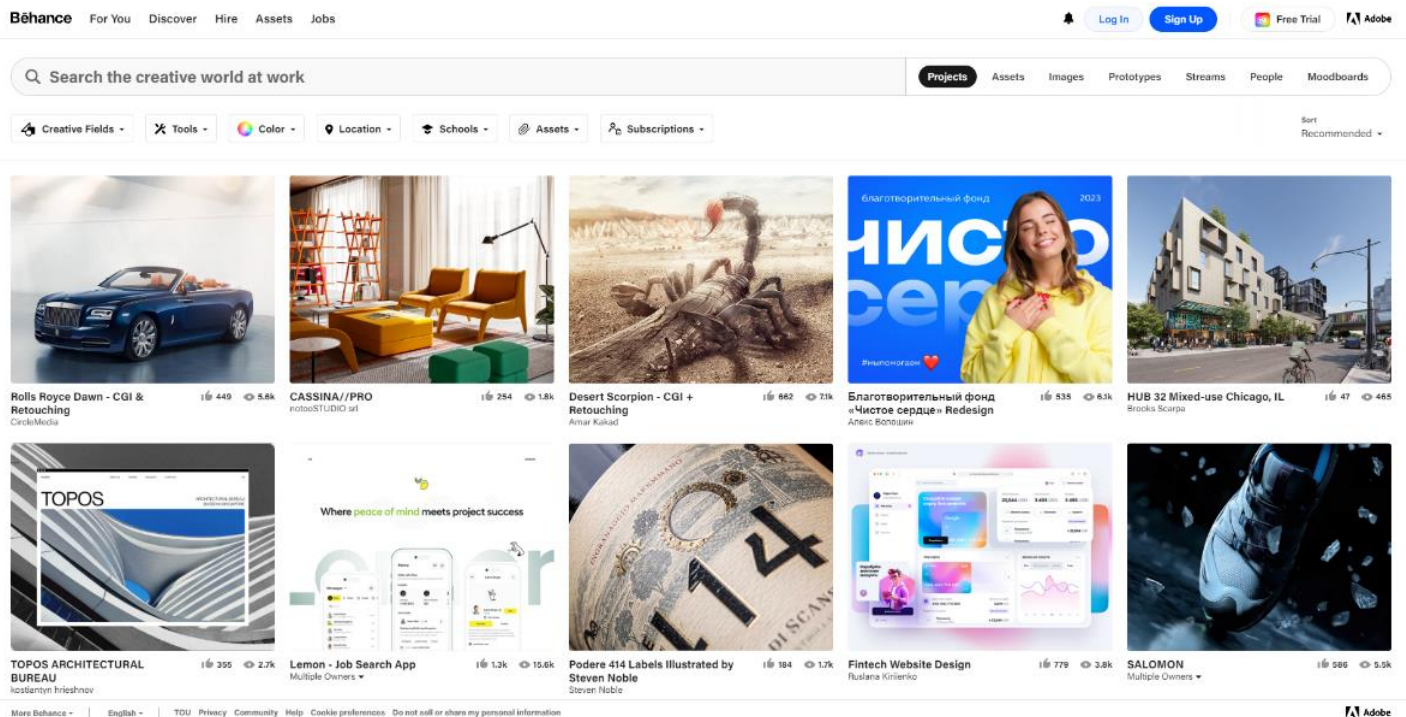 Bēhance For You Discover Hire Assets Jobs Log In Sign Up Free Trial Adobe
Search the creative world at work Projects Assets Images Prototypes Streams People Moodboards
Creative Fields Tools Color Location Schools Assets Subscriptions Sort
Recommended
благотворительный фонд 2023
чисто
сер
#мыпомогаем
Rolls Royce Dawn - CGI & Retouching 449 5.6k
CircleMedia
CASSINA//PRO 254 1.8k
notooSTUDIO srl
Desert Scorpion - CGI + Retouching 662 7.1k
Amar Kakad
Благотворительный фонд «Чистое сердце» Redesign 535 6.1k
Алекс Волошин
HUB 32 Mixed-use Chicago, IL 47 465
Brooks Scarpa
TOPOS
ARCHITECTURAL BUREAU
Where peace of mind meets project success
414
DI SCANS
TOPOS ARCHITECTURAL BUREAU 355 2.7k
kostiantyn hrieshnov
Lemon - Job Search App 1.3k 15.6k
Multiple Owners
Podere 414 Labels Illustrated by Steven Noble 184 1.7k
Steven Noble
Fintech Website Design 779 3.8k
Ruslana Kiriienko
SALOMON 586 5.5k
Multiple Owners
More Behance English TOU Privacy Community Help Cookie preferences Do not sell or share my personal information Adobe